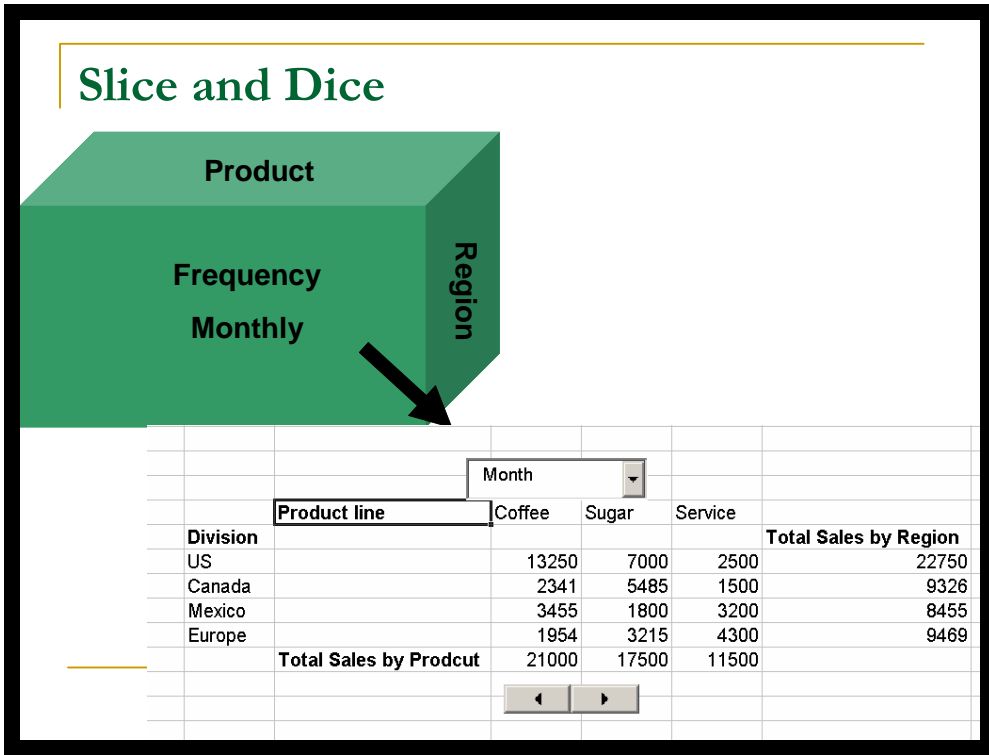 Slice and Dice
Product
Frequency
Monthly
Region
Month
Product line Coffee Sugar Service
Division Total Sales by Region
US 13250 7000 2500 22750
Canada 2341 5485 1500 9326
Mexico 3455 1800 3200 8455
Europe 1954 3215 4300 9469
Total Sales by Prodcut 21000 17500 11500